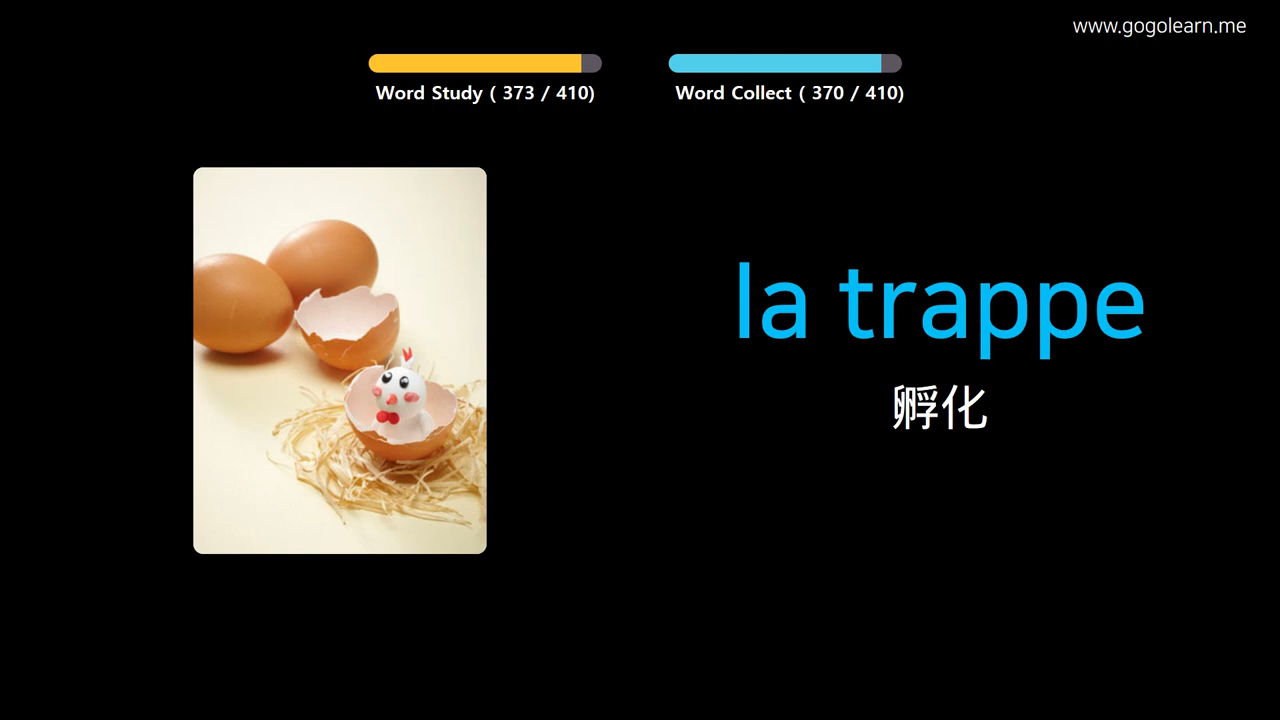 www.gogolearn.me
Word Study ( 373 / 410)
Word Collect ( 370 / 410)
la trappe
孵化